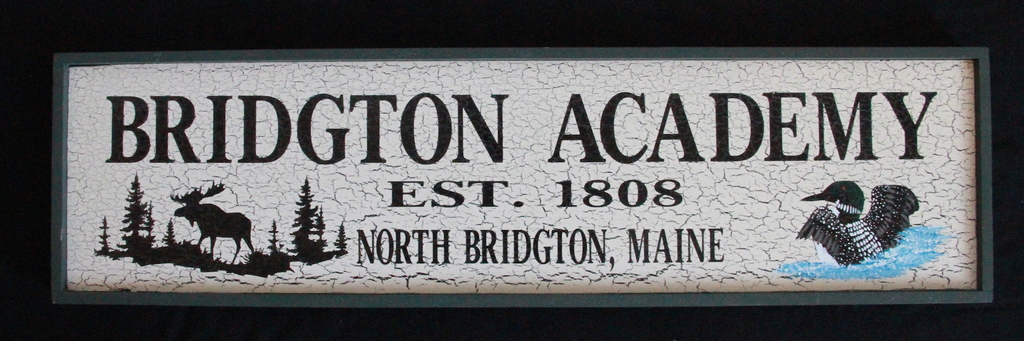 BRIDGTON ACADEMY
EST. 1808
NORTH BRIDGTON, MAINE